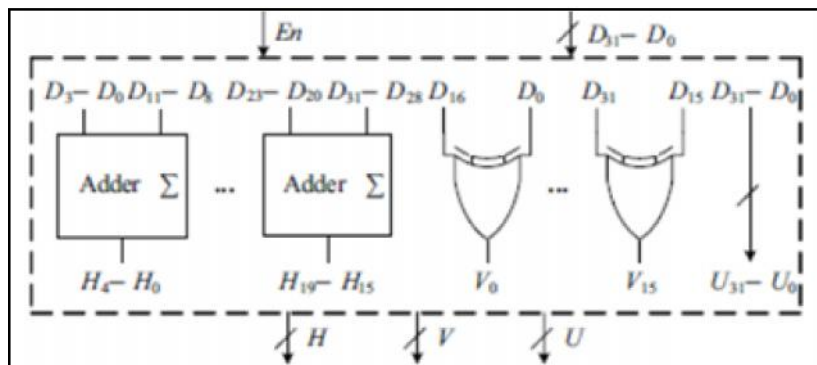 En D₃₁− D₀
D₃− D₀ D₁₁− D₈ D₂₃− D₂₀ D₃₁− D₂₈ D₁₆ D₀ D₃₁ D₁₅ D₃₁− D₀
Adder Σ ... Adder Σ ...
H₄− H₀ H₁₉− H₁₅ V₀ V₁₅ U₃₁− U₀
H V U